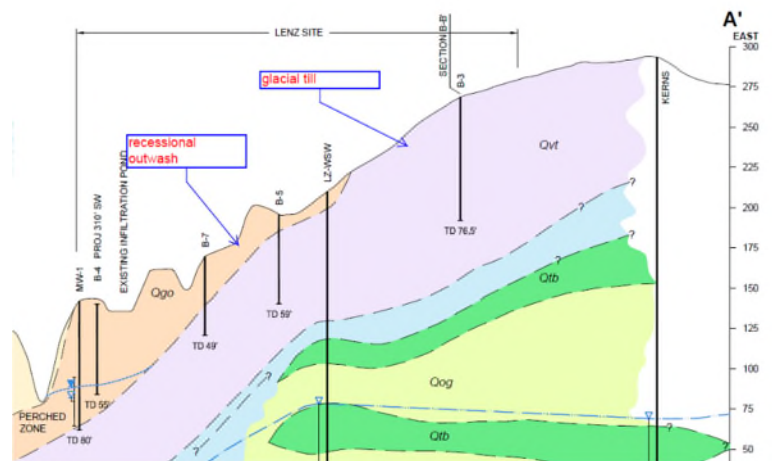 A'
EAST
LENZ SITE
SECTION B-B'
glacial till
recessional
outwash
MW-1
B-4 PROJ 310' SW
EXISTING INFILTRATION POND
B-7
B-5
LZ-WSW
B-3
KERNS
300
275
250
225
200
175
150
125
100
75
50
Qvt
Qgo
Qtb
Qog
Qtb
TD 76.5'
TD 59'
TD 49'
TD 55'
TD 80'
PERCHED
ZONE
?
?
?
?
?
?
?
?